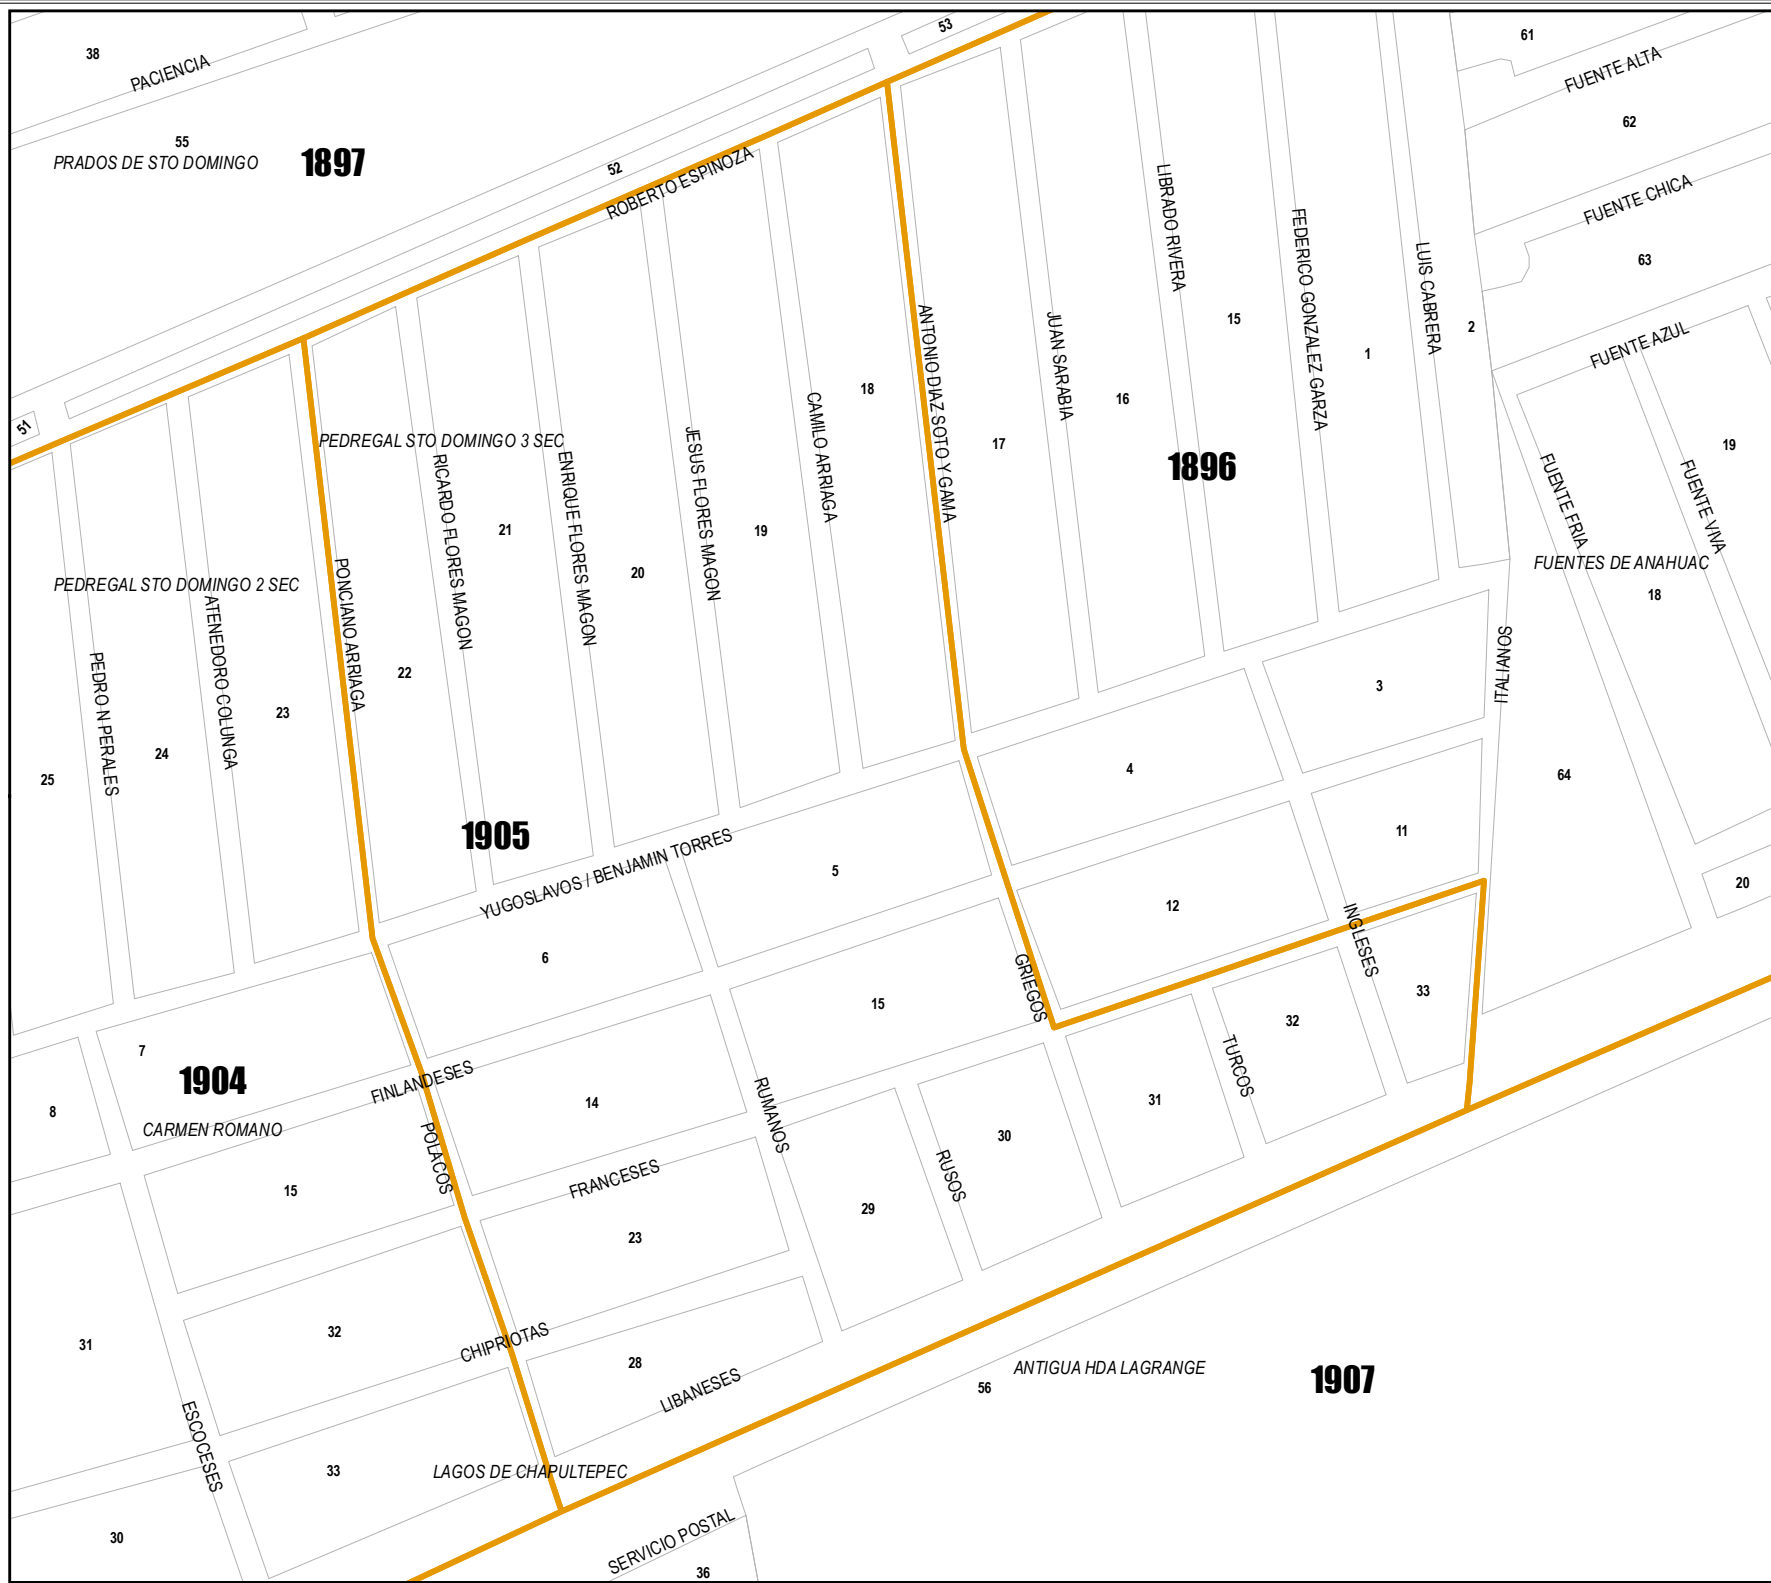 53
38
61
PACIENCIA
FUENTE ALTA
62
55
PRADOS DE STO DOMINGO
1897
52
ROBERTO ESPINOZA
LIBRADO RIVERA
FUENTE CHICA
63
FEDERICO GONZALEZ GARZA
LUIS CABRERA
15
2
1
FUENTE AZUL
ANTONIO DIAZ SOTO Y GAMA
JUAN SARABIA
18
16
51
PEDREGAL STO DOMINGO 3 SEC
CAMILO ARRIAGA
17
19
1896
RICARDO FLORES MAGON
ENRIQUE FLORES MAGON
JESUS FLORES MAGON
21
19
FUENTE FRIA
FUENTE VIVA
FUENTES DE ANAHUAC
20
18
PEDREGAL STO DOMINGO 2 SEC
PONCIANO ARRIAGA
ATENEDORO COLUNGA
PEDRO N PERALES
22
ITALIANOS
3
23
24
25
4
64
1905
11
YUGOSLAVOS / BENJAMIN TORRES
5
20
12
INGLESES
6
GRIEGOS
15
33
32
7
1904
FINLANDESES
TURCOS
8
14
RUMANOS
31
CARMEN ROMANO
POLACOS
30
RUSOS
15
FRANCESES
29
23
32
CHIPRIOTAS
31
28
LIBANESES
ANTIGUA HDA LAGRANGE
56
1907
ESCOCESES
33
LAGOS DE CHAPULTEPEC
30
SERVICIO POSTAL
36